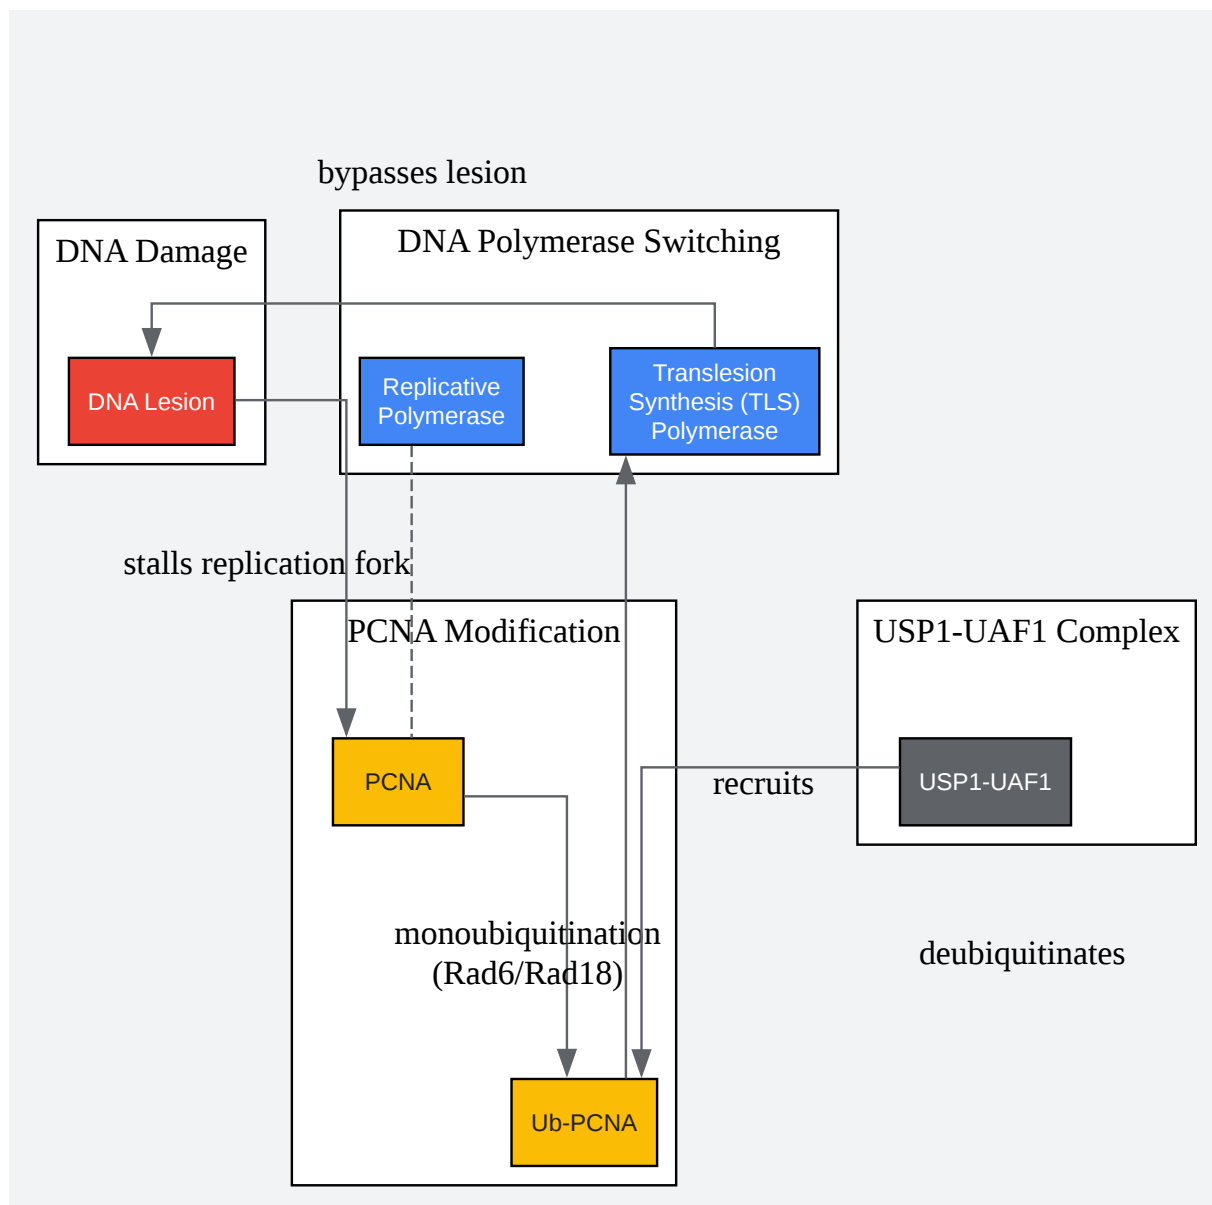 bypasses lesion
DNA Damage
DNA Polymerase Switching
DNA Lesion
Replicative
Polymerase
Translesion
Synthesis (TLS)
Polymerase
stalls replication fork
PCNA Modification
USP1-UAF1 Complex
PCNA
recruits
USP1-UAF1
monoubiquitination
(Rad6/Rad18)
deubiquitinates
Ub-PCNA